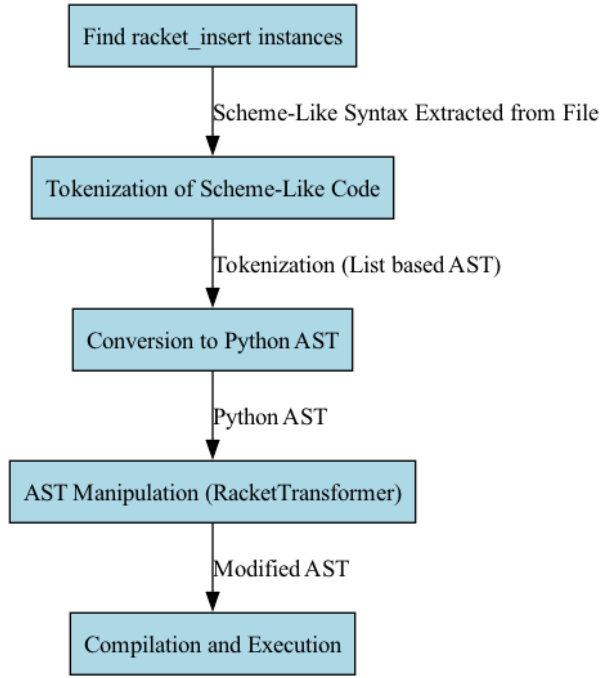 Find racket_insert instances
Scheme-Like Syntax Extracted from File
Tokenization of Scheme-Like Code
Tokenization (List based AST)
Conversion to Python AST
Python AST
AST Manipulation (RacketTransformer)
Modified AST
Compilation and Execution